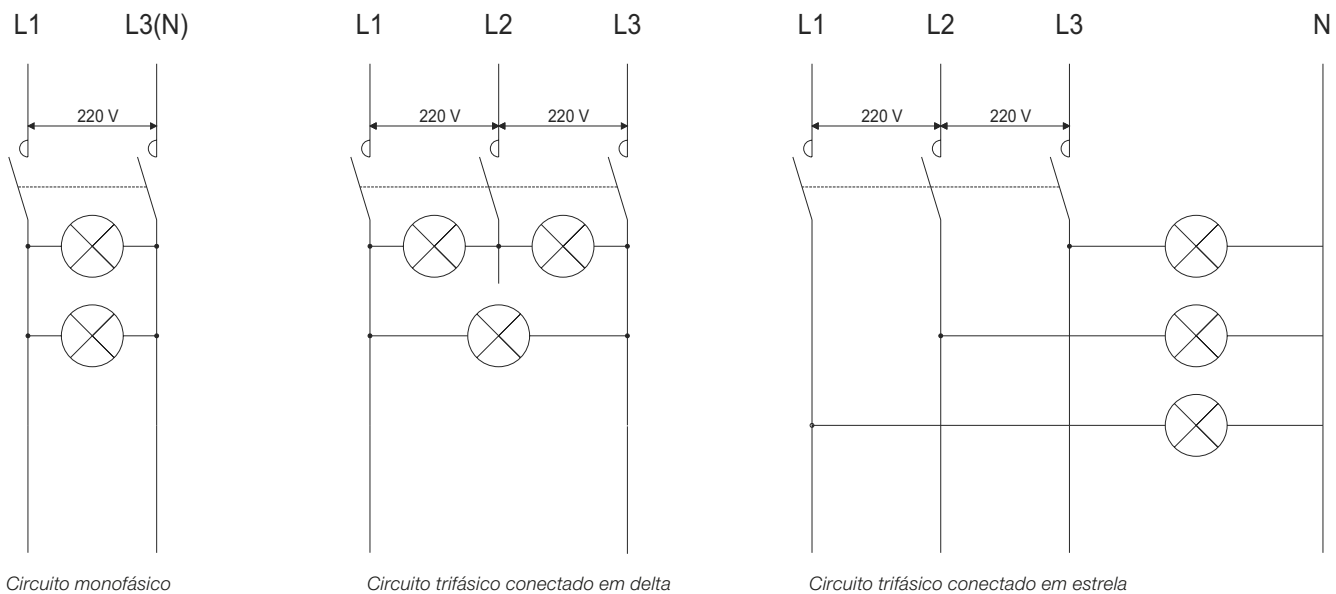 L1 L3(N) L1 L2 L3 L1 L2 L3 N
220 V 220 V 220 V 220 V 220 V
Circuito monofásico Circuito trifásico conectado em delta Circuito trifásico conectado em estrela